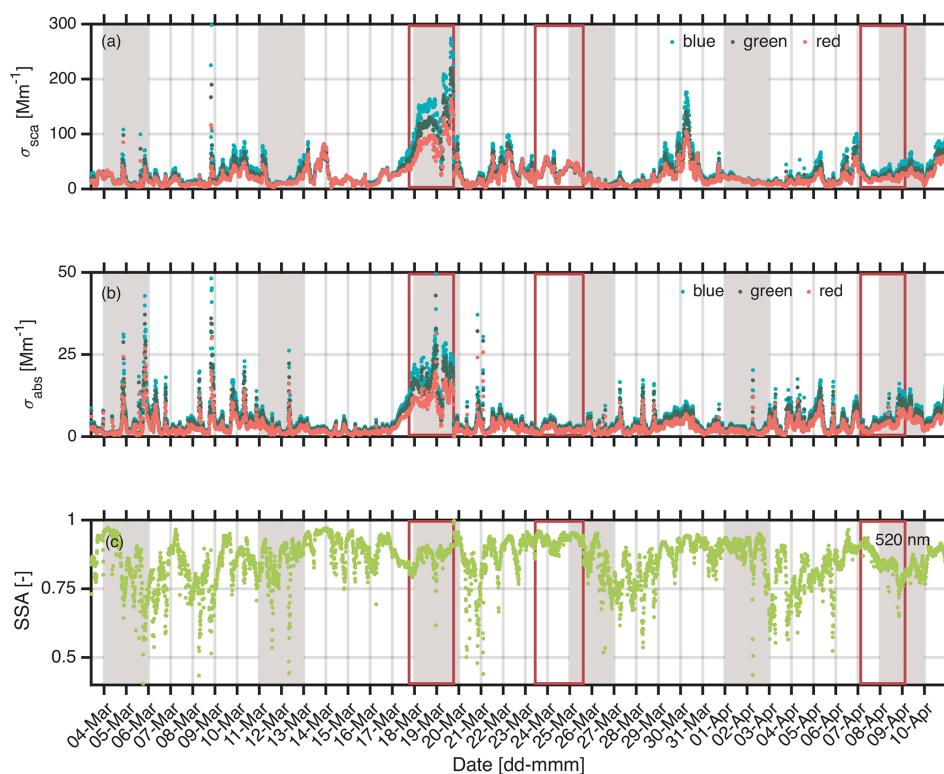 300
200
100
0
σsca [Mm-1]
(a)
blue green red
50
25
0
σabs [Mm-1]
(b)
blue green red
1
0.75
0.5
SSA [-]
(c)
520 nm
04-Mar
05-Mar
06-Mar
07-Mar
09-Mar
10-Mar
11-Mar
12-Mar
13-Mar
14-Mar
15-Mar
16-Mar
17-Mar
18-Mar
19-Mar
20-Mar
21-Mar
22-Mar
23-Mar
24-Mar
25-Mar
26-Mar
27-Mar
28-Mar
29-Mar
30-Mar
31-Mar
01-Apr
02-Apr
03-Apr
04-Apr
05-Apr
06-Apr
07-Apr
08-Apr
09-Apr
10-Apr
Date [dd-mmm]